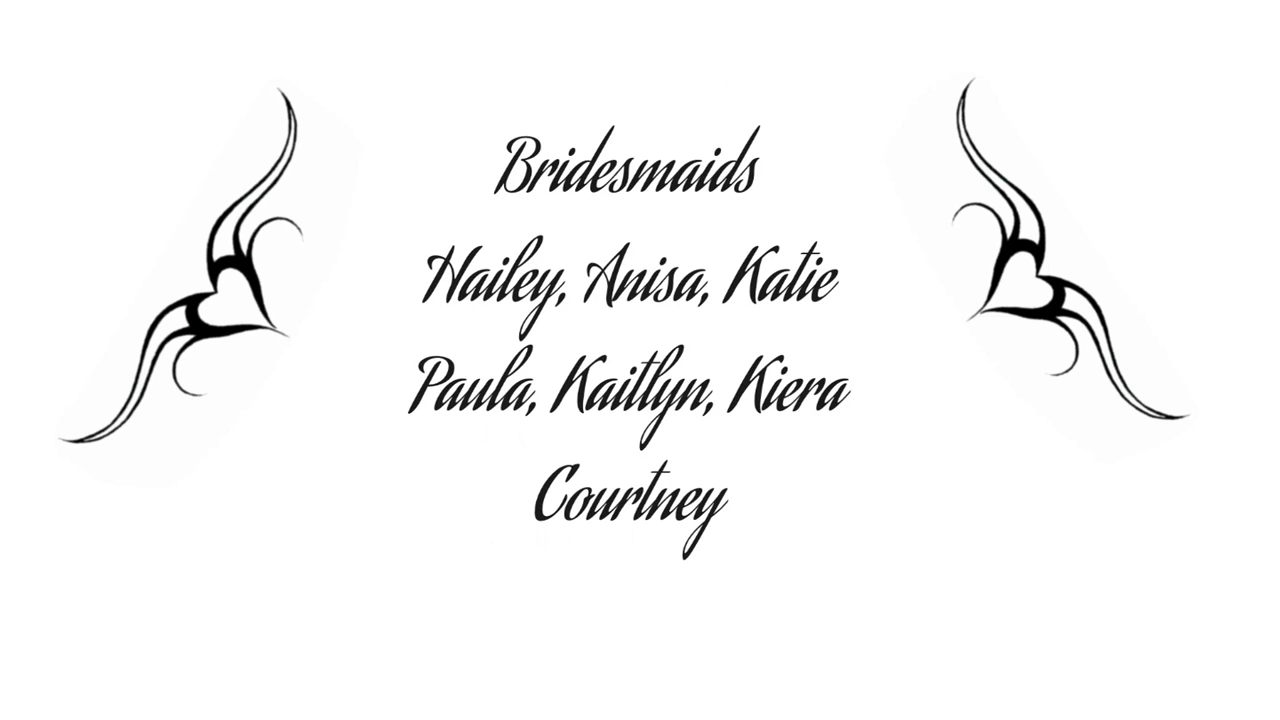 Bridesmaids
Hailey, Anisa, Katie
Paula, Kaitlyn, Kiera
Courtney